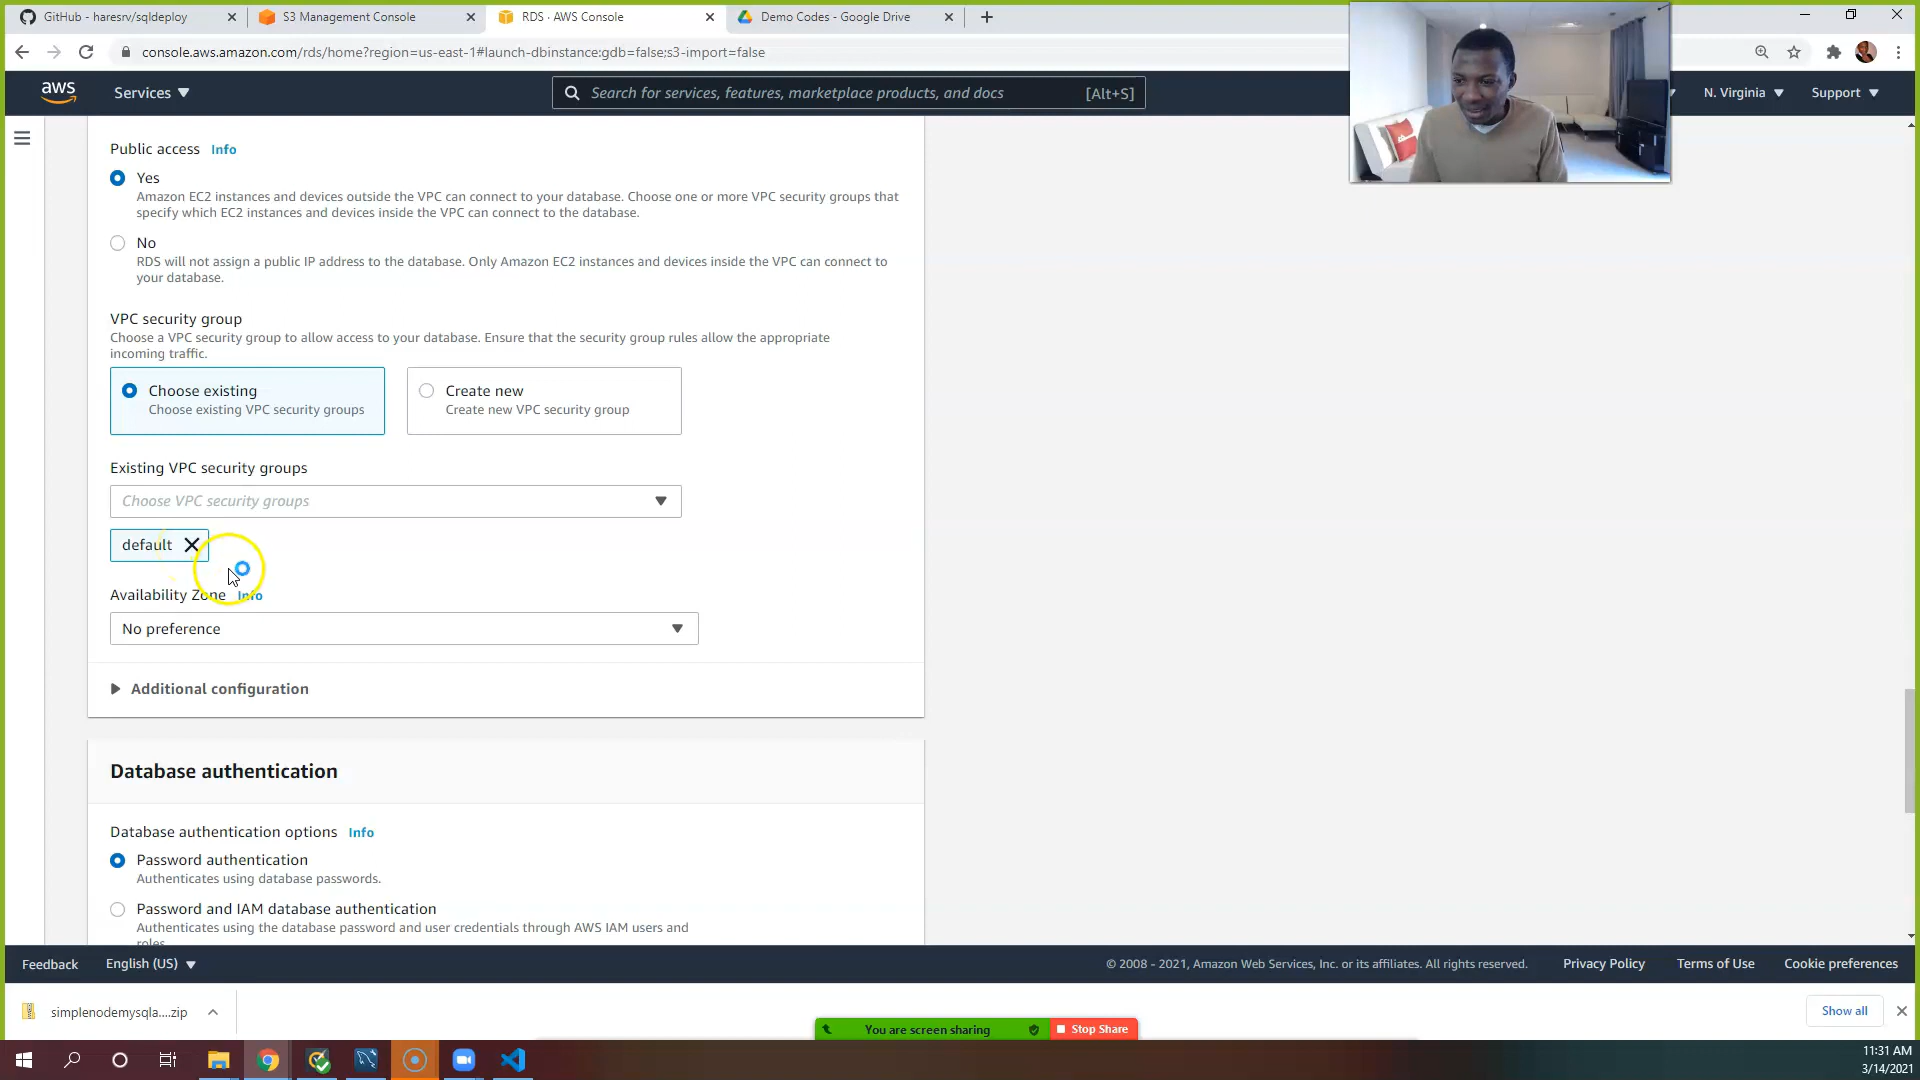 GitHub - haresrv/sqldeploy
S3 Management Console
RDS · AWS Console
Demo Codes - Google Drive
console.aws.amazon.com/rds/home?region=us-east-1#launch-dbinstance:gdb=false;s3-import=false
aws
Services
Search for services, features, marketplace products, and docs
[Alt+S]
N. Virginia
Support
Public access Info
Yes
Amazon EC2 instances and devices outside the VPC can connect to your database. Choose one or more VPC security groups that
specify which EC2 instances and devices inside the VPC can connect to the database.
No
RDS will not assign a public IP address to the database. Only Amazon EC2 instances and devices inside the VPC can connect to
your database.
VPC security group
Choose a VPC security group to allow access to your database. Ensure that the security group rules allow the appropriate
incoming traffic.
Choose existing
Choose existing VPC security groups
Create new
Create new VPC security group
Existing VPC security groups
Choose VPC security groups
default
Availability Zone Info
No preference
Additional configuration
Database authentication
Database authentication options Info
Password authentication
Authenticates using database passwords.
Password and IAM database authentication
Authenticates using the database password and user credentials through AWS IAM users and
roles.
Feedback
English (US)
© 2008 - 2021, Amazon Web Services, Inc. or its affiliates. All rights reserved.
Privacy Policy
Terms of Use
Cookie preferences
simplenodemysqla....zip
Show all
You are screen sharing
Stop Share
11:31 AM
3/14/2021